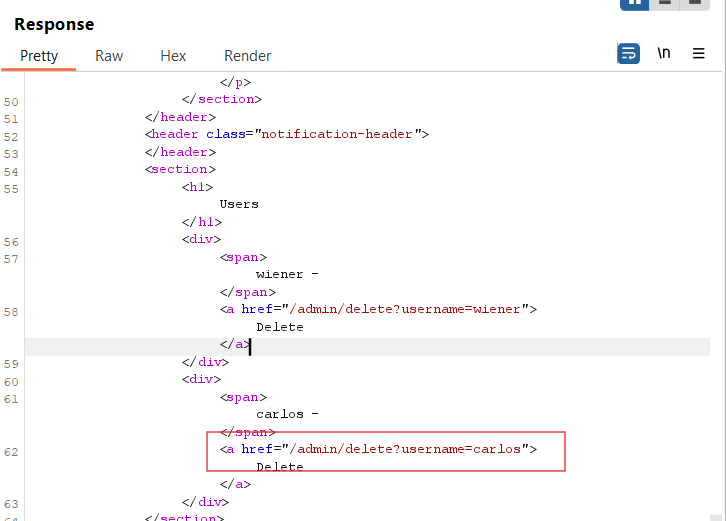 Response
Pretty Raw Hex Render \n
</p>
50 </section>
51 </header>
52 <header class="notification-header">
53 </header>
54 <section>
55 <h1>
Users
</h1>
56 <div>
57 <span>
wiener -
</span>
58 <a href="/admin/delete?username=wiener">
Delete
</a>
59 </div>
60 <div>
61 <span>
carlos -
</span>
62 <a href="/admin/delete?username=carlos">
Delete
</a>
63 </div>
64 </section>